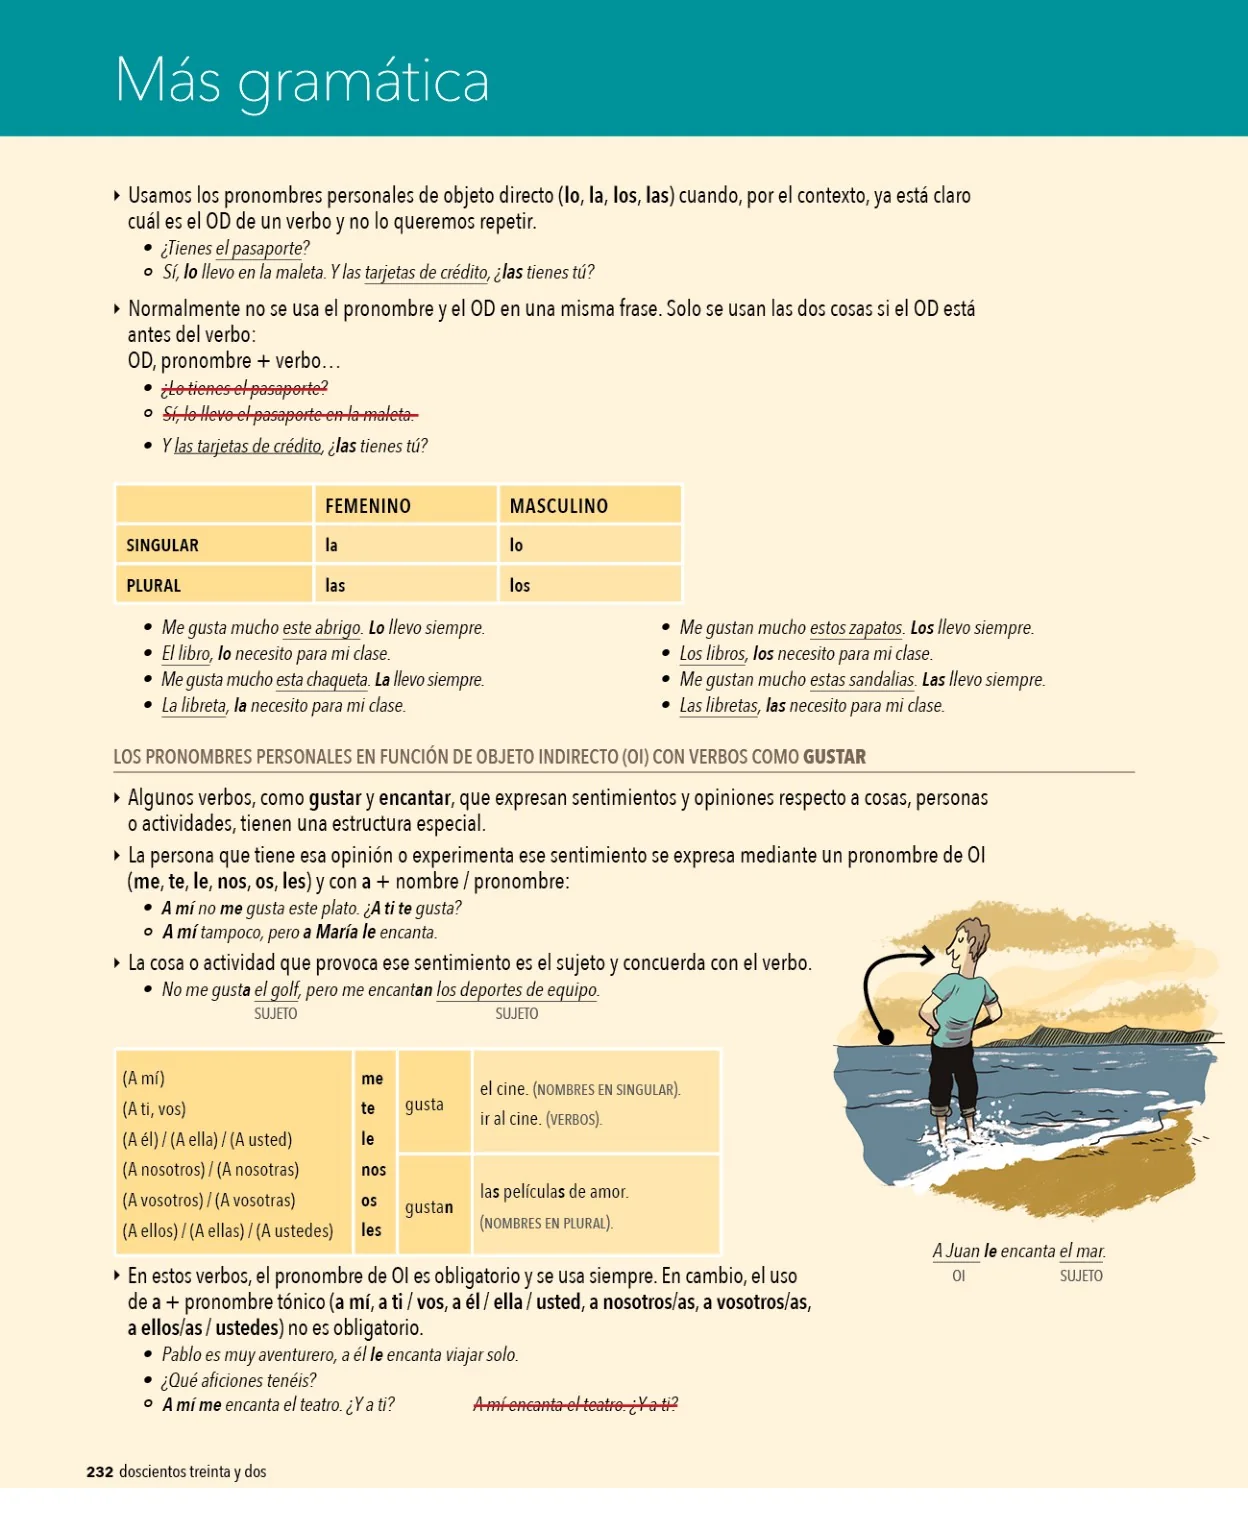 Más gramática
‣ Usamos los pronombres personales de objeto directo (lo, la, los, las) cuando, por el contexto, ya está claro
cuál es el OD de un verbo y no lo queremos repetir.
• ¿Tienes el pasaporte?
○ Sí, lo llevo en la maleta. Y las tarjetas de crédito, ¿las tienes tú?
‣ Normalmente no se usa el pronombre y el OD en una misma frase. Solo se usan las dos cosas si el OD está
antes del verbo:
OD, pronombre + verbo…
• ¿Lo tienes el pasaporte?
○ Sí, lo llevo el pasaporte en la maleta.
• Y las tarjetas de crédito, ¿las tienes tú?
FEMENINO MASCULINO
SINGULAR la lo
PLURAL las los
• Me gusta mucho este abrigo. Lo llevo siempre.
• El libro, lo necesito para mi clase.
• Me gusta mucho esta chaqueta. La llevo siempre.
• La libreta, la necesito para mi clase.
• Me gustan mucho estos zapatos. Los llevo siempre.
• Los libros, los necesito para mi clase.
• Me gustan mucho estas sandalias. Las llevo siempre.
• Las libretas, las necesito para mi clase.
LOS PRONOMBRES PERSONALES EN FUNCIÓN DE OBJETO INDIRECTO (OI) CON VERBOS COMO GUSTAR
‣ Algunos verbos, como gustar y encantar, que expresan sentimientos y opiniones respecto a cosas, personas
o actividades, tienen una estructura especial.
‣ La persona que tiene esa opinión o experimenta ese sentimiento se expresa mediante un pronombre de OI
(me, te, le, nos, os, les) y con a + nombre / pronombre:
• A mí no me gusta este plato. ¿A ti te gusta?
○ A mí tampoco, pero a María le encanta.
‣ La cosa o actividad que provoca ese sentimiento es el sujeto y concuerda con el verbo.
• No me gusta el golf, pero me encantan los deportes de equipo.
SUJETO SUJETO
(A mí) me
(A ti, vos) te
(A él) / (A ella) / (A usted) le
(A nosotros) / (A nosotras) nos
(A vosotros) / (A vosotras) os
(A ellos) / (A ellas) / (A ustedes) les
gusta
el cine. (NOMBRES EN SINGULAR).
ir al cine. (VERBOS).
gustan
las películas de amor.
(NOMBRES EN PLURAL).
A Juan le encanta el mar.
OI SUJETO
‣ En estos verbos, el pronombre de OI es obligatorio y se usa siempre. En cambio, el uso
de a + pronombre tónico (a mí, a ti / vos, a él / ella / usted, a nosotros/as, a vosotros/as,
a ellos/as / ustedes) no es obligatorio.
• Pablo es muy aventurero, a él le encanta viajar solo.
• ¿Qué aficiones tenéis?
○ A mí me encanta el teatro. ¿Y a ti? A mí encanta el teatro. ¿Y a ti?
232 doscientos treinta y dos